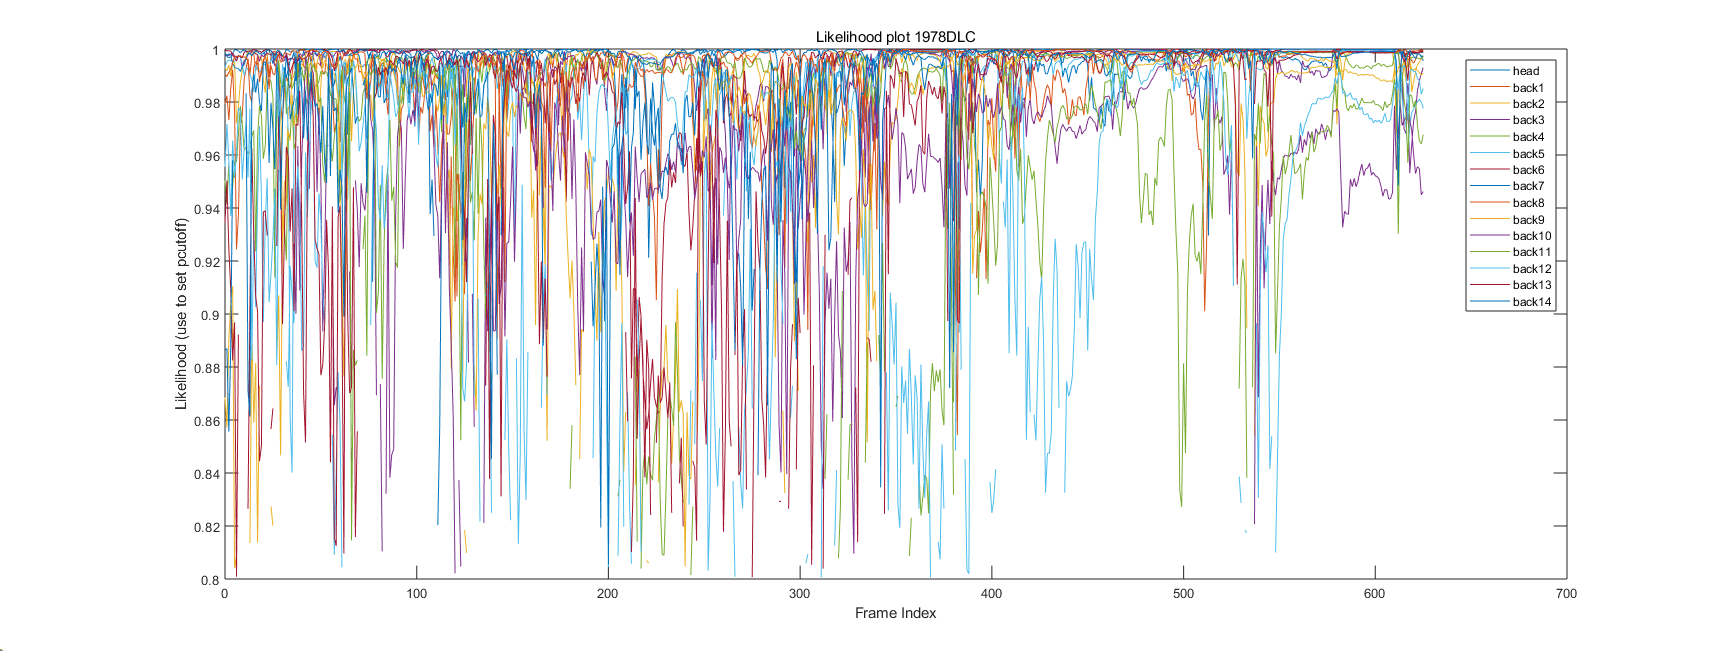 Likelihood plot 1978DLC
Likelihood (use to set pcutoff)
1
0.98
0.96
0.94
0.92
0.9
0.88
0.86
0.84
0.82
0.8
0
100
200
300
400
500
600
700
Frame Index
head
back1
back2
back3
back4
back5
back6
back7
back8
back9
back10
back11
back12
back13
back14